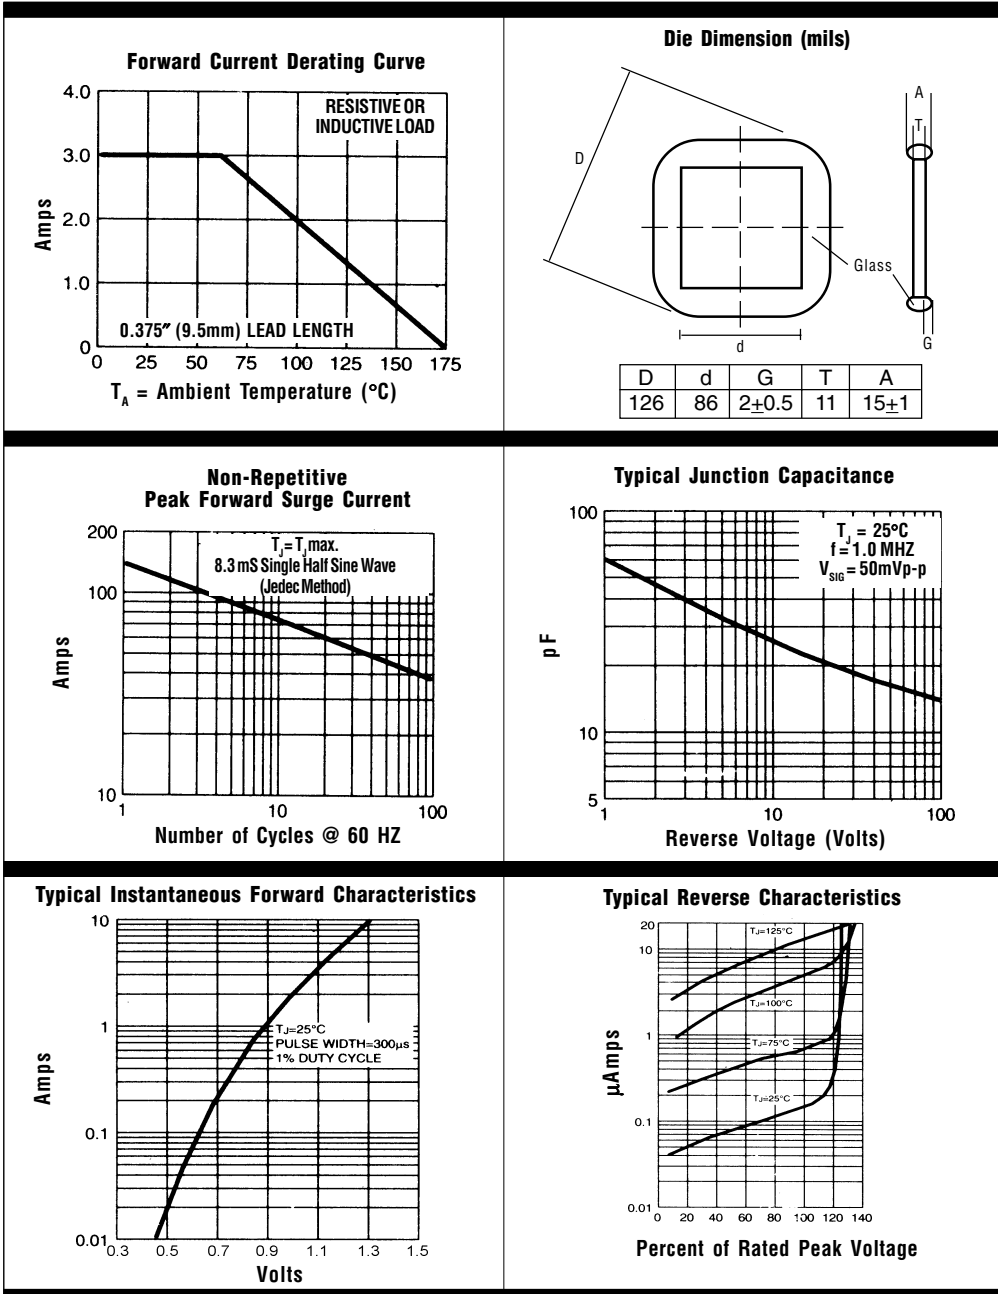 Forward Current Derating Curve
RESISTIVE OR
INDUCTIVE LOAD
4.0
3.0
2.0
1.0
0
Amps
0.375″ (9.5mm) LEAD LENGTH
0 25 50 75 100 125 150 175
T_A = Ambient Temperature (°C)
Die Dimension (mils)
D
A
T
Glass
G
d
D d G T A
126 86 2±0.5 11 15±1
Non-Repetitive
Peak Forward Surge Current
T_J = T_J max.
8.3 mS Single Half Sine Wave
(Jedec Method)
200
100
10
Amps
1 10 100
Number of Cycles @ 60 HZ
Typical Junction Capacitance
T_J = 25°C
f = 1.0 MHZ
V_SIG = 50mVp-p
100
10
5
pF
1 10 100
Reverse Voltage (Volts)
Typical Instantaneous Forward Characteristics
10
1
0.1
0.01
Amps
TJ=25°C
PULSE WIDTH=300µs
1% DUTY CYCLE
0.3 0.5 0.7 0.9 1.1 1.3 1.5
Volts
Typical Reverse Characteristics
20
10
1
0.1
0.01
µAmps
TJ=125°C
TJ=100°C
TJ=75°C
TJ=25°C
0 20 40 60 80 100 120 140
Percent of Rated Peak Voltage